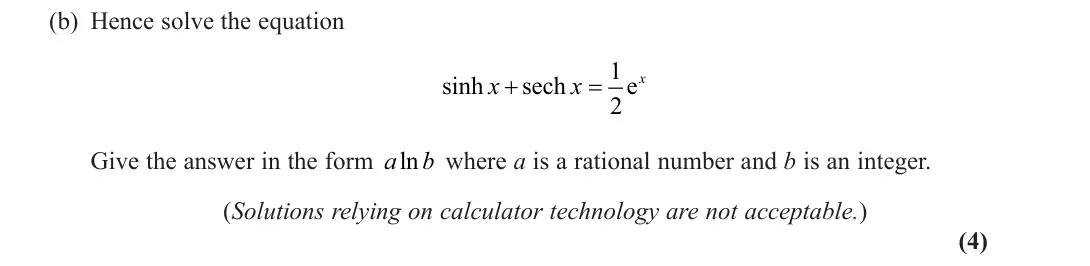 (b) Hence solve the equation
sinh x + sech x = 1/2 e^x
Give the answer in the form a ln b where a is a rational number and b is an integer.
(Solutions relying on calculator technology are not acceptable.)
(4)